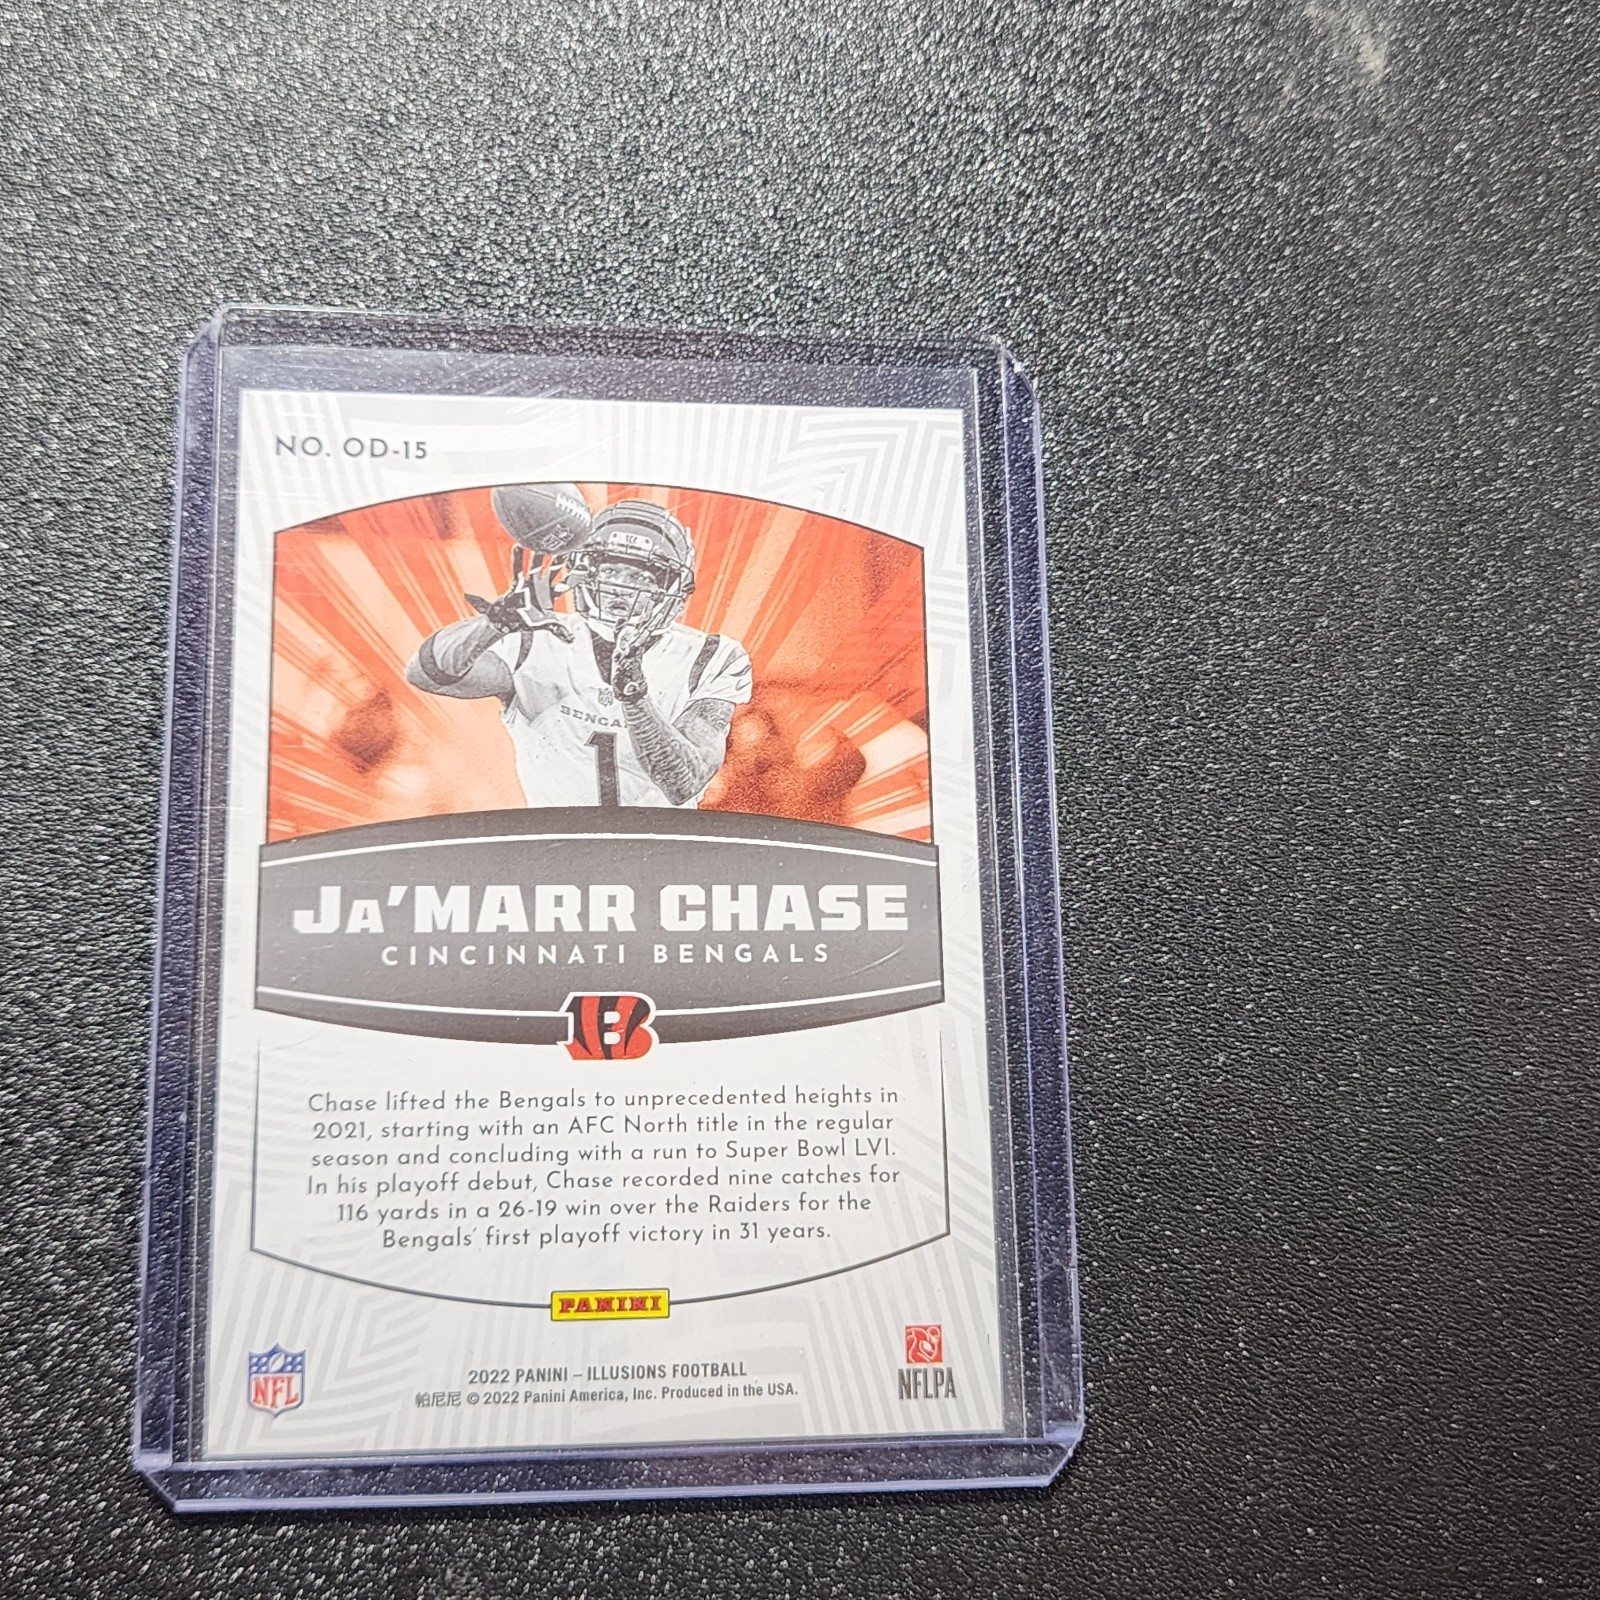 NO. OD-15
BENGA
1
JA'MARR CHASE
CINCINNATI BENGALS
B
Chase lifted the Bengals to unprecedented heights in
2021, starting with an AFC North title in the regular
season and concluding with a run to Super Bowl LVI.
In his playoff debut, Chase recorded nine catches for
116 yards in a 26-19 win over the Raiders for the
Bengals' first playoff victory in 31 years.
PANINI
NFL
2022 PANINI – ILLUSIONS FOOTBALL
帕尼尼 © 2022 Panini America, Inc. Produced in the USA.
NFLPA